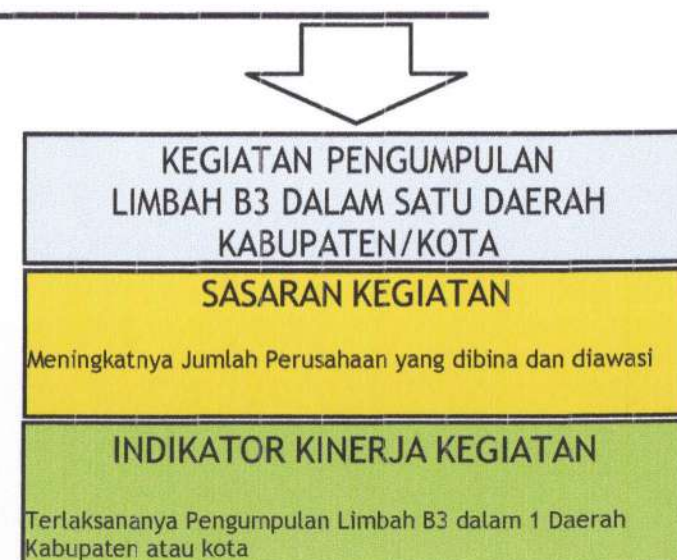 KEGIATAN PENGUMPULAN
LIMBAH B3 DALAM SATU DAERAH
KABUPATEN/KOTA
SASARAN KEGIATAN
Meningkatnya Jumlah Perusahaan yang dibina dan diawasi
INDIKATOR KINERJA KEGIATAN
Terlaksananya Pengumpulan Limbah B3 dalam 1 Daerah
Kabupaten atau kota